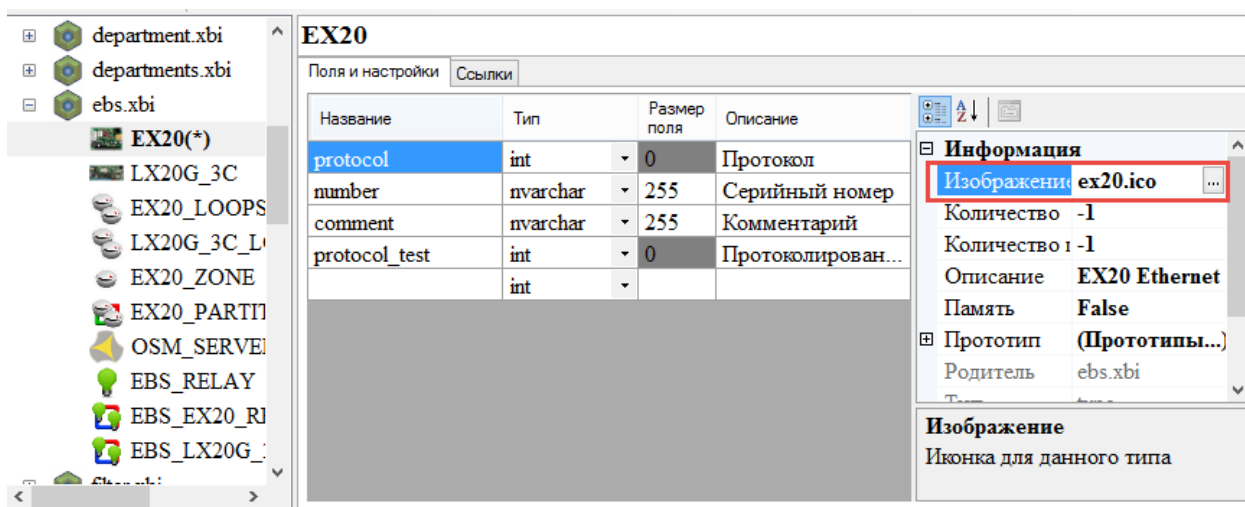 department.xbi
departments.xbi
ebs.xbi
EX20(*)
LX20G_3C
EX20_LOOPS
LX20G_3C_L
EX20_ZONE
EX20_PARTIT
OSM_SERVE
EBS_RELAY
EBS_EX20_R
EBS_LX20G_
EX20
Поля и настройки Ссылки
Название Тип Размер поля Описание
protocol int 0 Протокол
number nvarchar 255 Серийный номер
comment nvarchar 255 Комментарий
protocol_test int 0 Протоколирован...
int
Информация
Изображени ex20.ico ...
Количество -1
Количество -1
Описание EX20 Ethernet
Память False
Прототип (Прототипы...)
Родитель ebs.xbi
Изображение
Иконка для данного типа